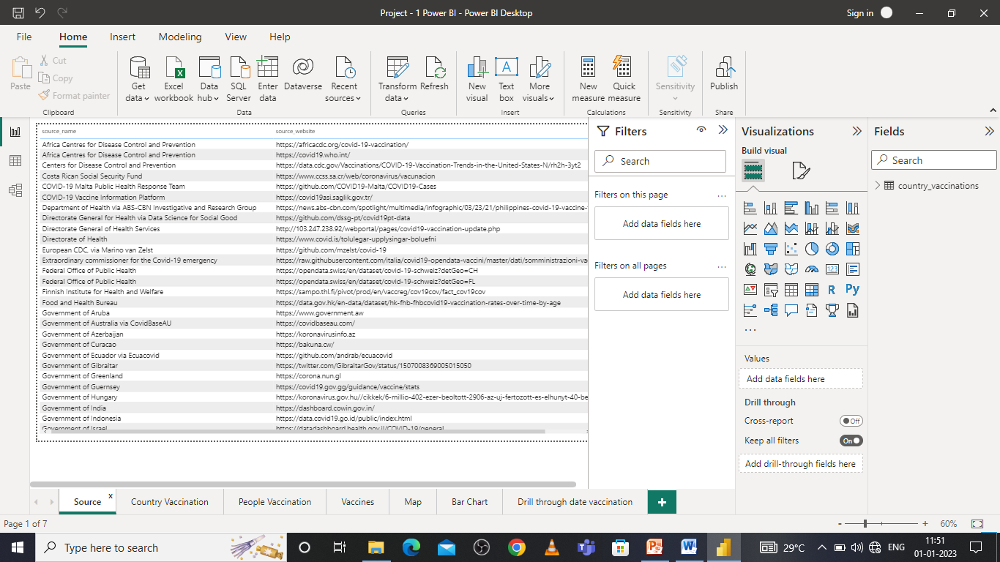 Project - 1 Power BI - Power BI Desktop
Sign in
File Home Insert Modeling View Help
Paste
Cut
Copy
Format painter
Clipboard
Get data
Excel workbook
Data hub
SQL Server
Enter data
Dataverse
Recent sources
Data
Transform data
Refresh
Queries
New visual
Text box
More visuals
Insert
New measure
Quick measure
Calculations
Sensitivity
Sensitivity
Publish
Share
source_name source_website
Africa Centres for Disease Control and Prevention https://africacdc.org/covid-19-vaccination/
Africa Centres for Disease Control and Prevention https://covid19.who.int/
Centers for Disease Control and Prevention https://data.cdc.gov/Vaccinations/COVID-19-Vaccination-Trends-in-the-United-States-N/rh2h-3yt2
Costa Rican Social Security Fund https://www.ccss.sa.cr/web/coronavirus/vacunacion
COVID-19 Malta Public Health Response Team https://github.com/COVID19-Malta/COVID19-Cases
COVID-19 Vaccine Information Platform https://covid19asi.saglik.gov.tr/
Department of Health via ABS-CBN Investigative and Research Group https://news.abs-cbn.com/spotlight/multimedia/infographic/03/23/21/philippines-covid-19-vaccine-
Directorate General for Health via Data Science for Social Good https://github.com/dssg-pt/covid19pt-data
Directorate General of Health Services http://103.247.238.92/webportal/pages/covid19-vaccination-update.php
Directorate of Health https://www.covid.is/tolulegar-upplysingar-boluefni
European CDC, via Marino van Zelst https://github.com/mzelst/covid-19
Extraordinary commissioner for the Covid-19 emergency https://raw.githubusercontent.com/italia/covid19-opendata-vaccini/master/dati/somministrazioni-va
Federal Office of Public Health https://opendata.swiss/en/dataset/covid-19-schweiz?detGeo=CH
Federal Office of Public Health https://opendata.swiss/en/dataset/covid-19-schweiz?detGeo=FL
Finnish Institute for Health and Welfare https://sampo.thl.fi/pivot/prod/en/vaccreg/cov19cov/fact_cov19cov
Food and Health Bureau https://data.gov.hk/en-data/dataset/hk-fhb-fhbcovid19-vaccination-rates-over-time-by-age
Government of Aruba https://www.government.aw
Government of Australia via CovidBaseAU https://covidbaseau.com/
Government of Azerbaijan https://koronavirusinfo.az
Government of Curacao https://bakuna.cw/
Government of Ecuador via Ecuacovid https://github.com/andrab/ecuacovid
Government of Gibraltar https://twitter.com/GibraltarGov/status/1507008369005015050
Government of Greenland https://corona.nun.gl
Government of Guernsey https://covid19.gov.gg/guidance/vaccine/stats
Government of Hungary https://koronavirus.gov.hu//cikkek/6-millio-402-ezer-beoltott-2906-az-uj-fertozott-es-elhunyt-40-be
Government of India https://dashboard.cowin.gov.in/
Government of Indonesia https://data.covid19.go.id/public/index.html
Government of Israel https://datadashboard.health.gov.il/COVID-19/general
Filters
Search
Filters on this page ...
Add data fields here
Filters on all pages ...
Add data fields here
Visualizations
Build visual
123
R Py
...
Values
Add data fields here
Drill through
Cross-report Off
Keep all filters On
Add drill-through fields here
Fields
Search
country_vaccinations
Source x Country Vaccination People Vaccination Vaccines Map Bar Chart Drill through date vaccination +
Page 1 of 7
- + 60%
Type here to search
29°C ENG
11:51
01-01-2023